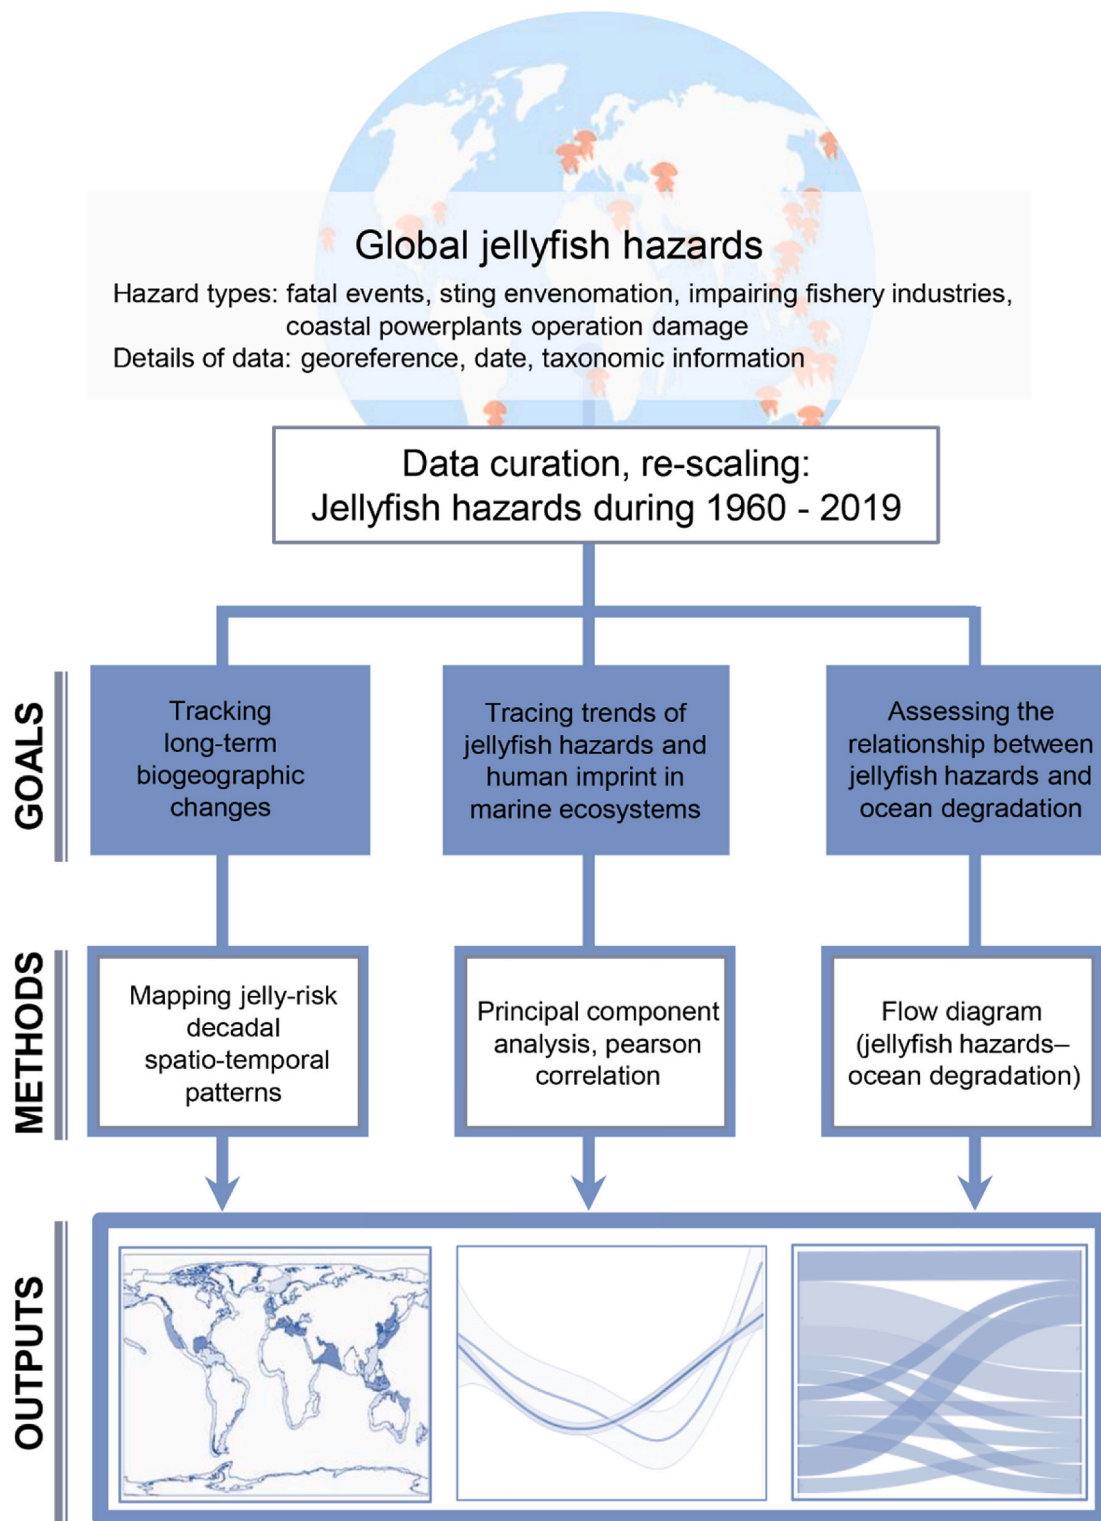 Global jellyfish hazards
Hazard types: fatal events, sting envenomation, impairing fishery industries,
coastal powerplants operation damage
Details of data: georeference, date, taxonomic information
Data curation, re-scaling:
Jellyfish hazards during 1960 - 2019
GOALS
Tracking
long-term
biogeographic
changes
Tracing trends of
jellyfish hazards and
human imprint in
marine ecosystems
Assessing the
relationship between
jellyfish hazards and
ocean degradation
METHODS
Mapping jelly-risk
decadal
spatio-temporal
patterns
Principal component
analysis, pearson
correlation
Flow diagram
(jellyfish hazards–
ocean degradation)
OUTPUTS